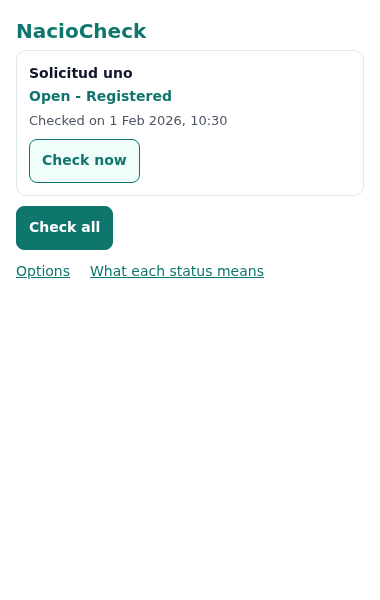 NacioCheck
Solicitud uno
Open - Registered
Checked on 1 Feb 2026, 10:30
Check now
Check all
Options What each status means